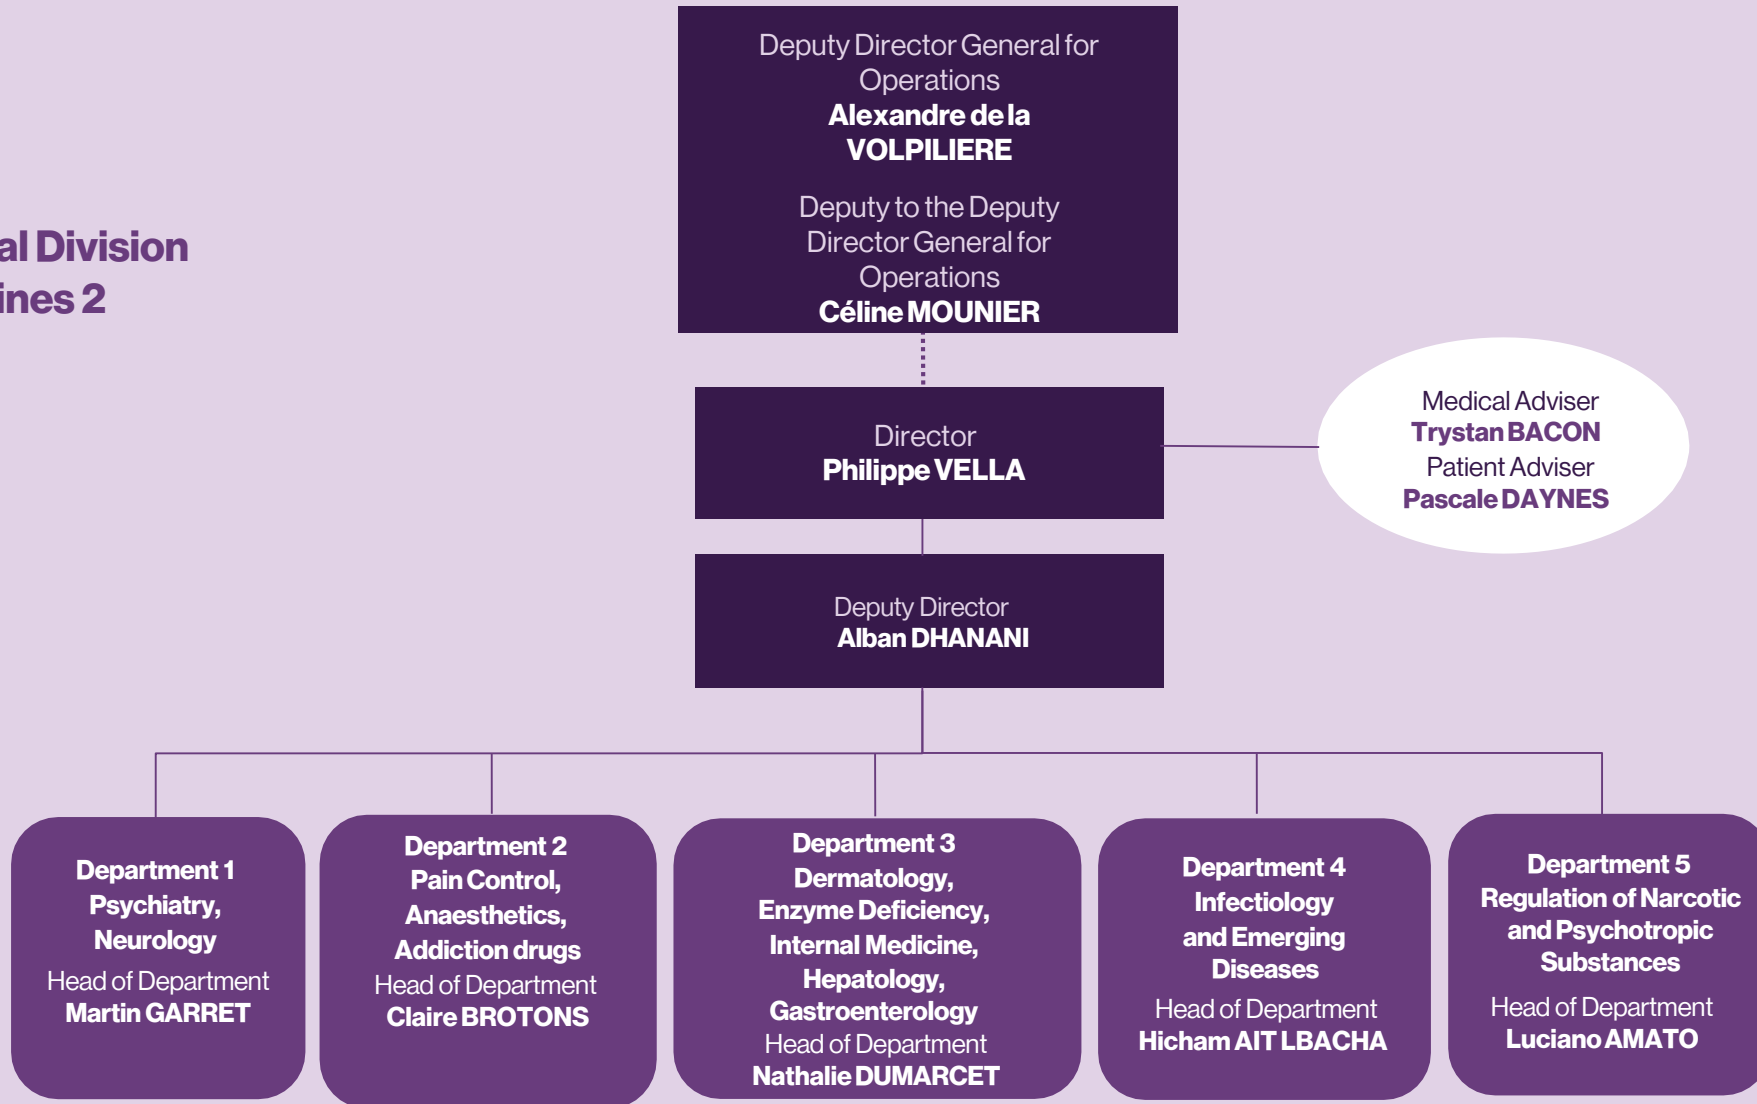 Deputy Director General for
Operations
Alexandre de la
VOLPILIERE
Deputy to the Deputy
Director General for
Operations
Céline MOUNIER
al Division
ines 2
Director
Philippe VELLA
Medical Adviser
Trystan BACON
Patient Adviser
Pascale DAYNES
Deputy Director
Alban DHANANI
Department 1
Psychiatry,
Neurology
Head of Department
Martin GARRET
Department 2
Pain Control,
Anaesthetics,
Addiction drugs
Head of Department
Claire BROTONS
Department 3
Dermatology,
Enzyme Deficiency,
Internal Medicine,
Hepatology,
Gastroenterology
Head of Department
Nathalie DUMARCET
Department 4
Infectiology
and Emerging
Diseases
Head of Department
Hicham AIT LBACHA
Department 5
Regulation of Narcotic
and Psychotropic
Substances
Head of Department
Luciano AMATO